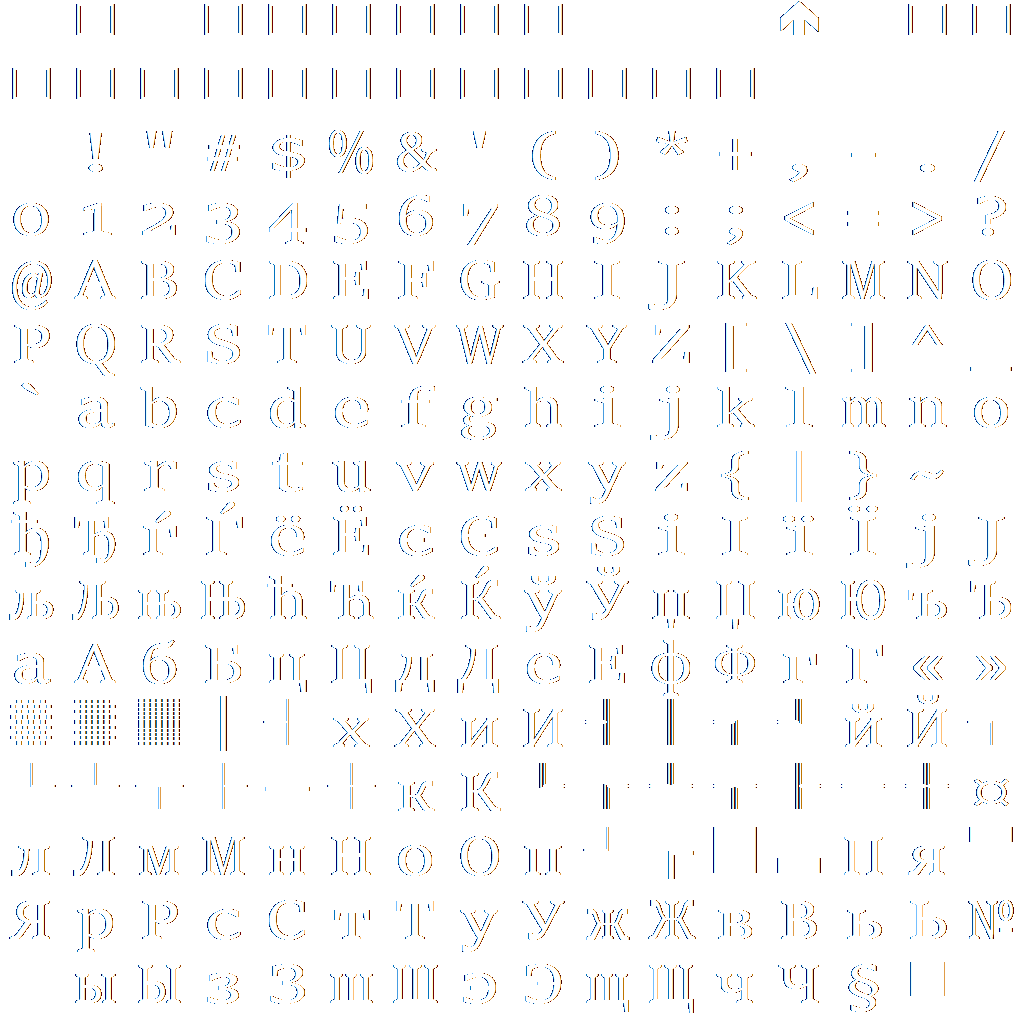 ! " # $ % & ' ( ) * + , - . /
0 1 2 3 4 5 6 7 8 9 : ; < = > ?
@ A B C D E F G H I J K L M N O
P Q R S T U V W X Y Z [ \ ] ^ _
` a b c d e f g h i j k l m n o
p q r s t u v w x y z { | } ~
ђ Ђ ѓ Ѓ ё Ё є Є ѕ Ѕ і І ї Ї ј Ј
љ Љ њ Њ ћ Ћ ќ Ќ ў Ў џ Џ ю Ю ъ Ъ
а А б Б ц Ц д Д е Е ф Ф г Г « »
░ ▒ ▓ │ ┤ х Х и И ╣ ║ ╗ ╝ й Й ┐
└ ┴ ┬ ├ ─ ┼ к К ╚ ╔ ╩ ╦ ╠ ═ ╬ ¤
л Л м М н Н о О п ┘ ┌ █ ▄ П я ▀
Я р Р с С т Т у У ж Ж в В ь Ь №
ы Ы з З ш Ш э Э щ Щ ч Ч § ■